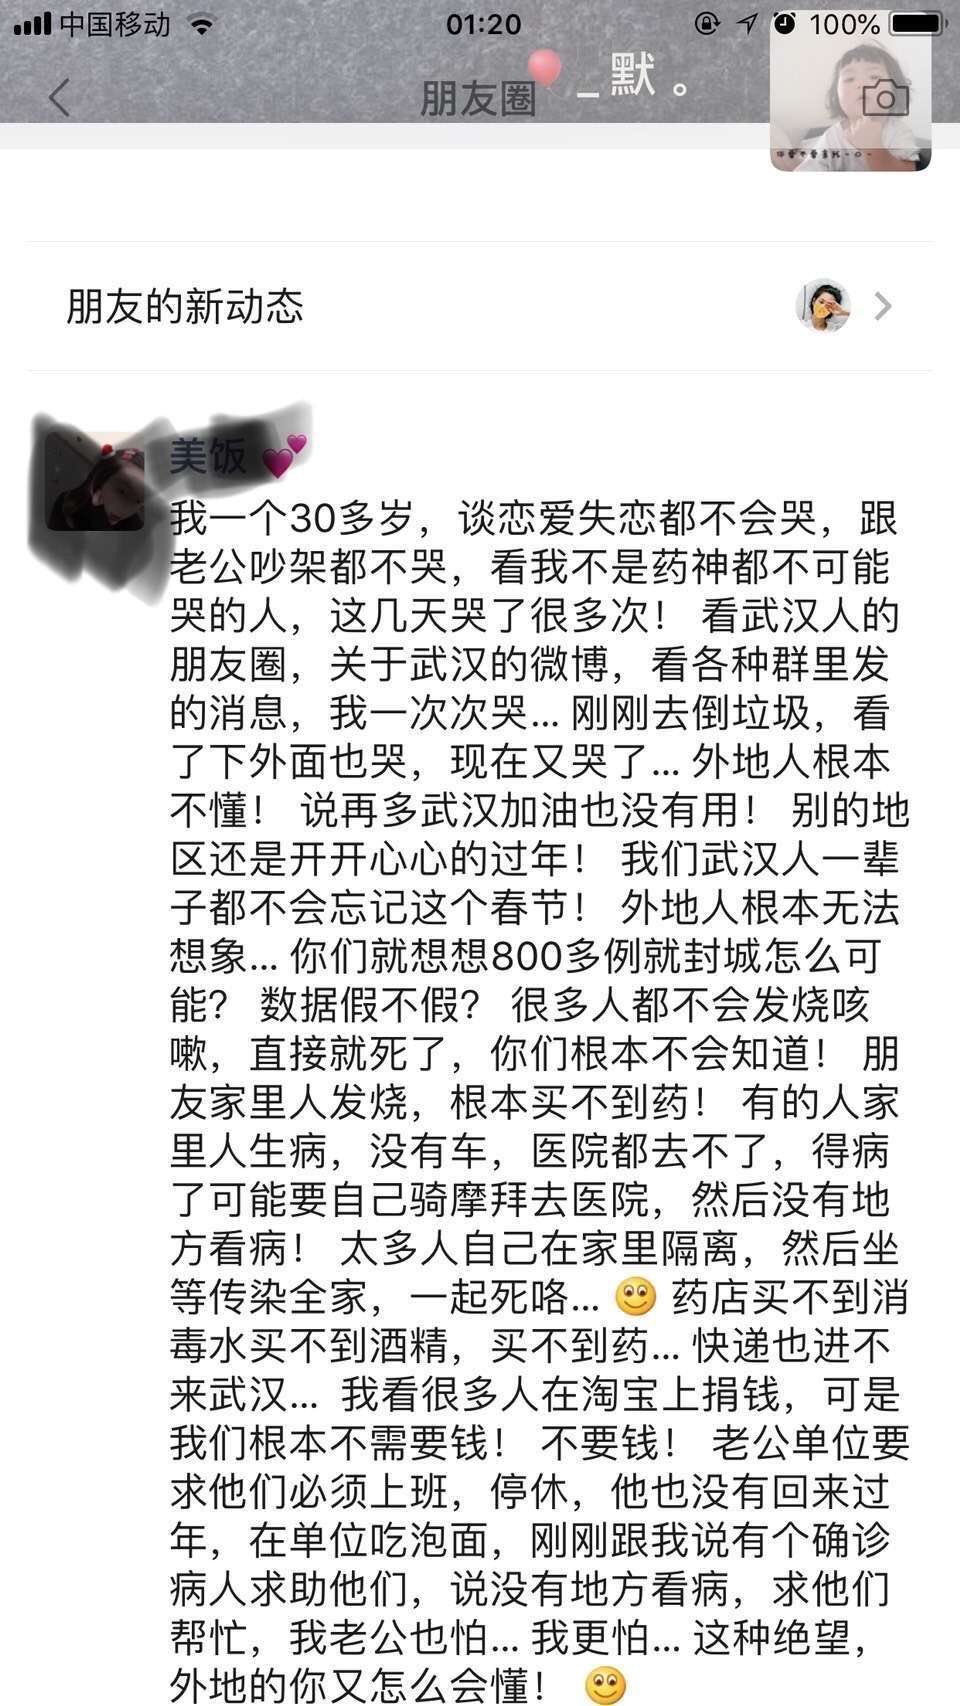 中国移动 01:20 100%
朋友圈 _默。
朋友的新动态
美饭
我一个30多岁，谈恋爱失恋都不会哭，跟
老公吵架都不哭，看我不是药神都不可能
哭的人，这几天哭了很多次！ 看武汉人的
朋友圈，关于武汉的微博，看各种群里发
的消息，我一次次哭... 刚刚去倒垃圾，看
了下外面也哭，现在又哭了... 外地人根本
不懂！ 说再多武汉加油也没有用！ 别的地
区还是开开心心的过年！ 我们武汉人一辈
子都不会忘记这个春节！ 外地人根本无法
想象... 你们就想想800多例就封城怎么可
能？ 数据假不假？ 很多人都不会发烧咳
嗽，直接就死了，你们根本不会知道！ 朋
友家里人发烧，根本买不到药！ 有的人家
里人生病，没有车，医院都去不了，得病
了可能要自己骑摩拜去医院，然后没有地
方看病！ 太多人自己在家里隔离，然后坐
等传染全家，一起死咯... 药店买不到消
毒水买不到酒精，买不到药... 快递也进不
来武汉... 我看很多人在淘宝上捐钱，可是
我们根本不需要钱！ 不要钱！ 老公单位要
求他们必须上班，停休，他也没有回来过
年，在单位吃泡面，刚刚跟我说有个确诊
病人求助他们，说没有地方看病，求他们
帮忙，我老公也怕... 我更怕... 这种绝望，
外地的你又怎么会懂！